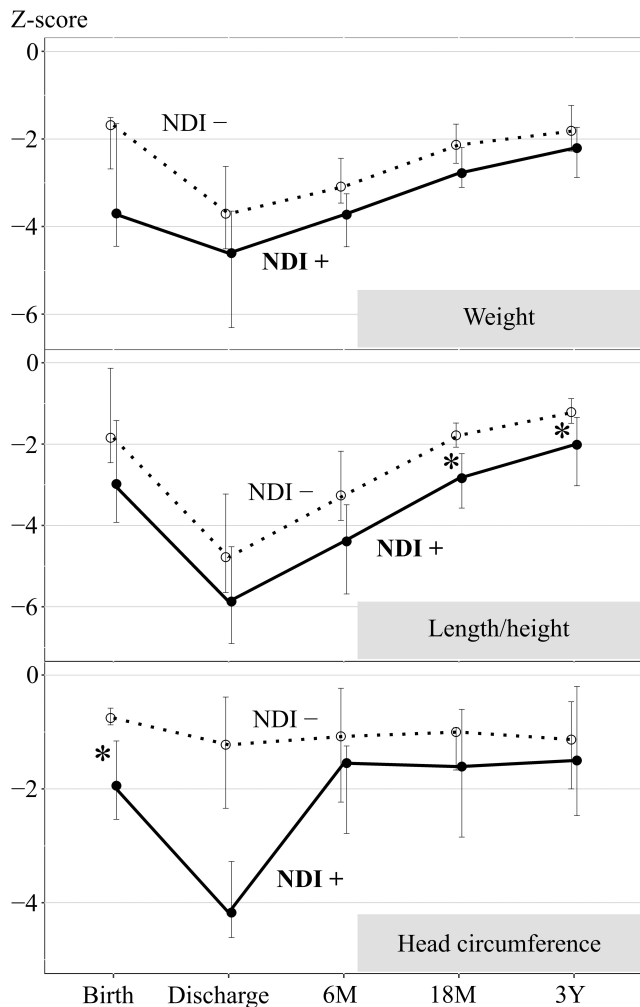 Z-score
0
−2
−4
−6
NDI −
NDI +
Weight
0
−2
−4
−6
NDI −
NDI +
*
*
Length/height
0
−2
−4
NDI −
NDI +
*
Head circumference
Birth Discharge 6M 18M 3Y